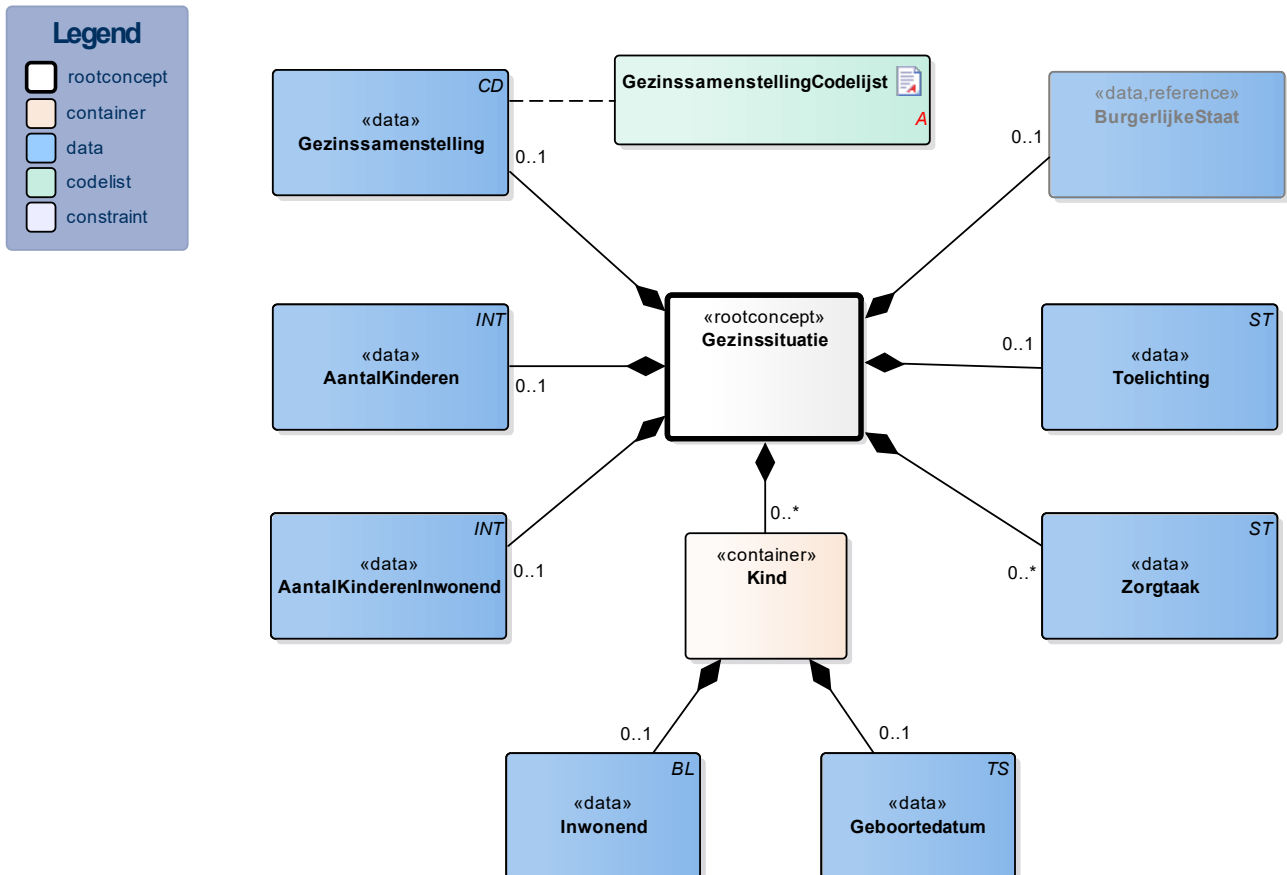 Legend
rootconcept
container
data
codelist
constraint
CD
«data»
Gezinssamenstelling
0..1
GezinssamenstellingCodelijst
A
«data,reference»
BurgerlijkeStaat
0..1
INT
«data»
AantalKinderen
0..1
«rootconcept»
Gezinssituatie
ST
«data»
Toelichting
0..1
INT
«data»
AantalKinderenInwonend
0..1
0..*
«container»
Kind
ST
«data»
Zorgtaak
0..*
0..1
BL
«data»
Inwonend
0..1
TS
«data»
Geboortedatum